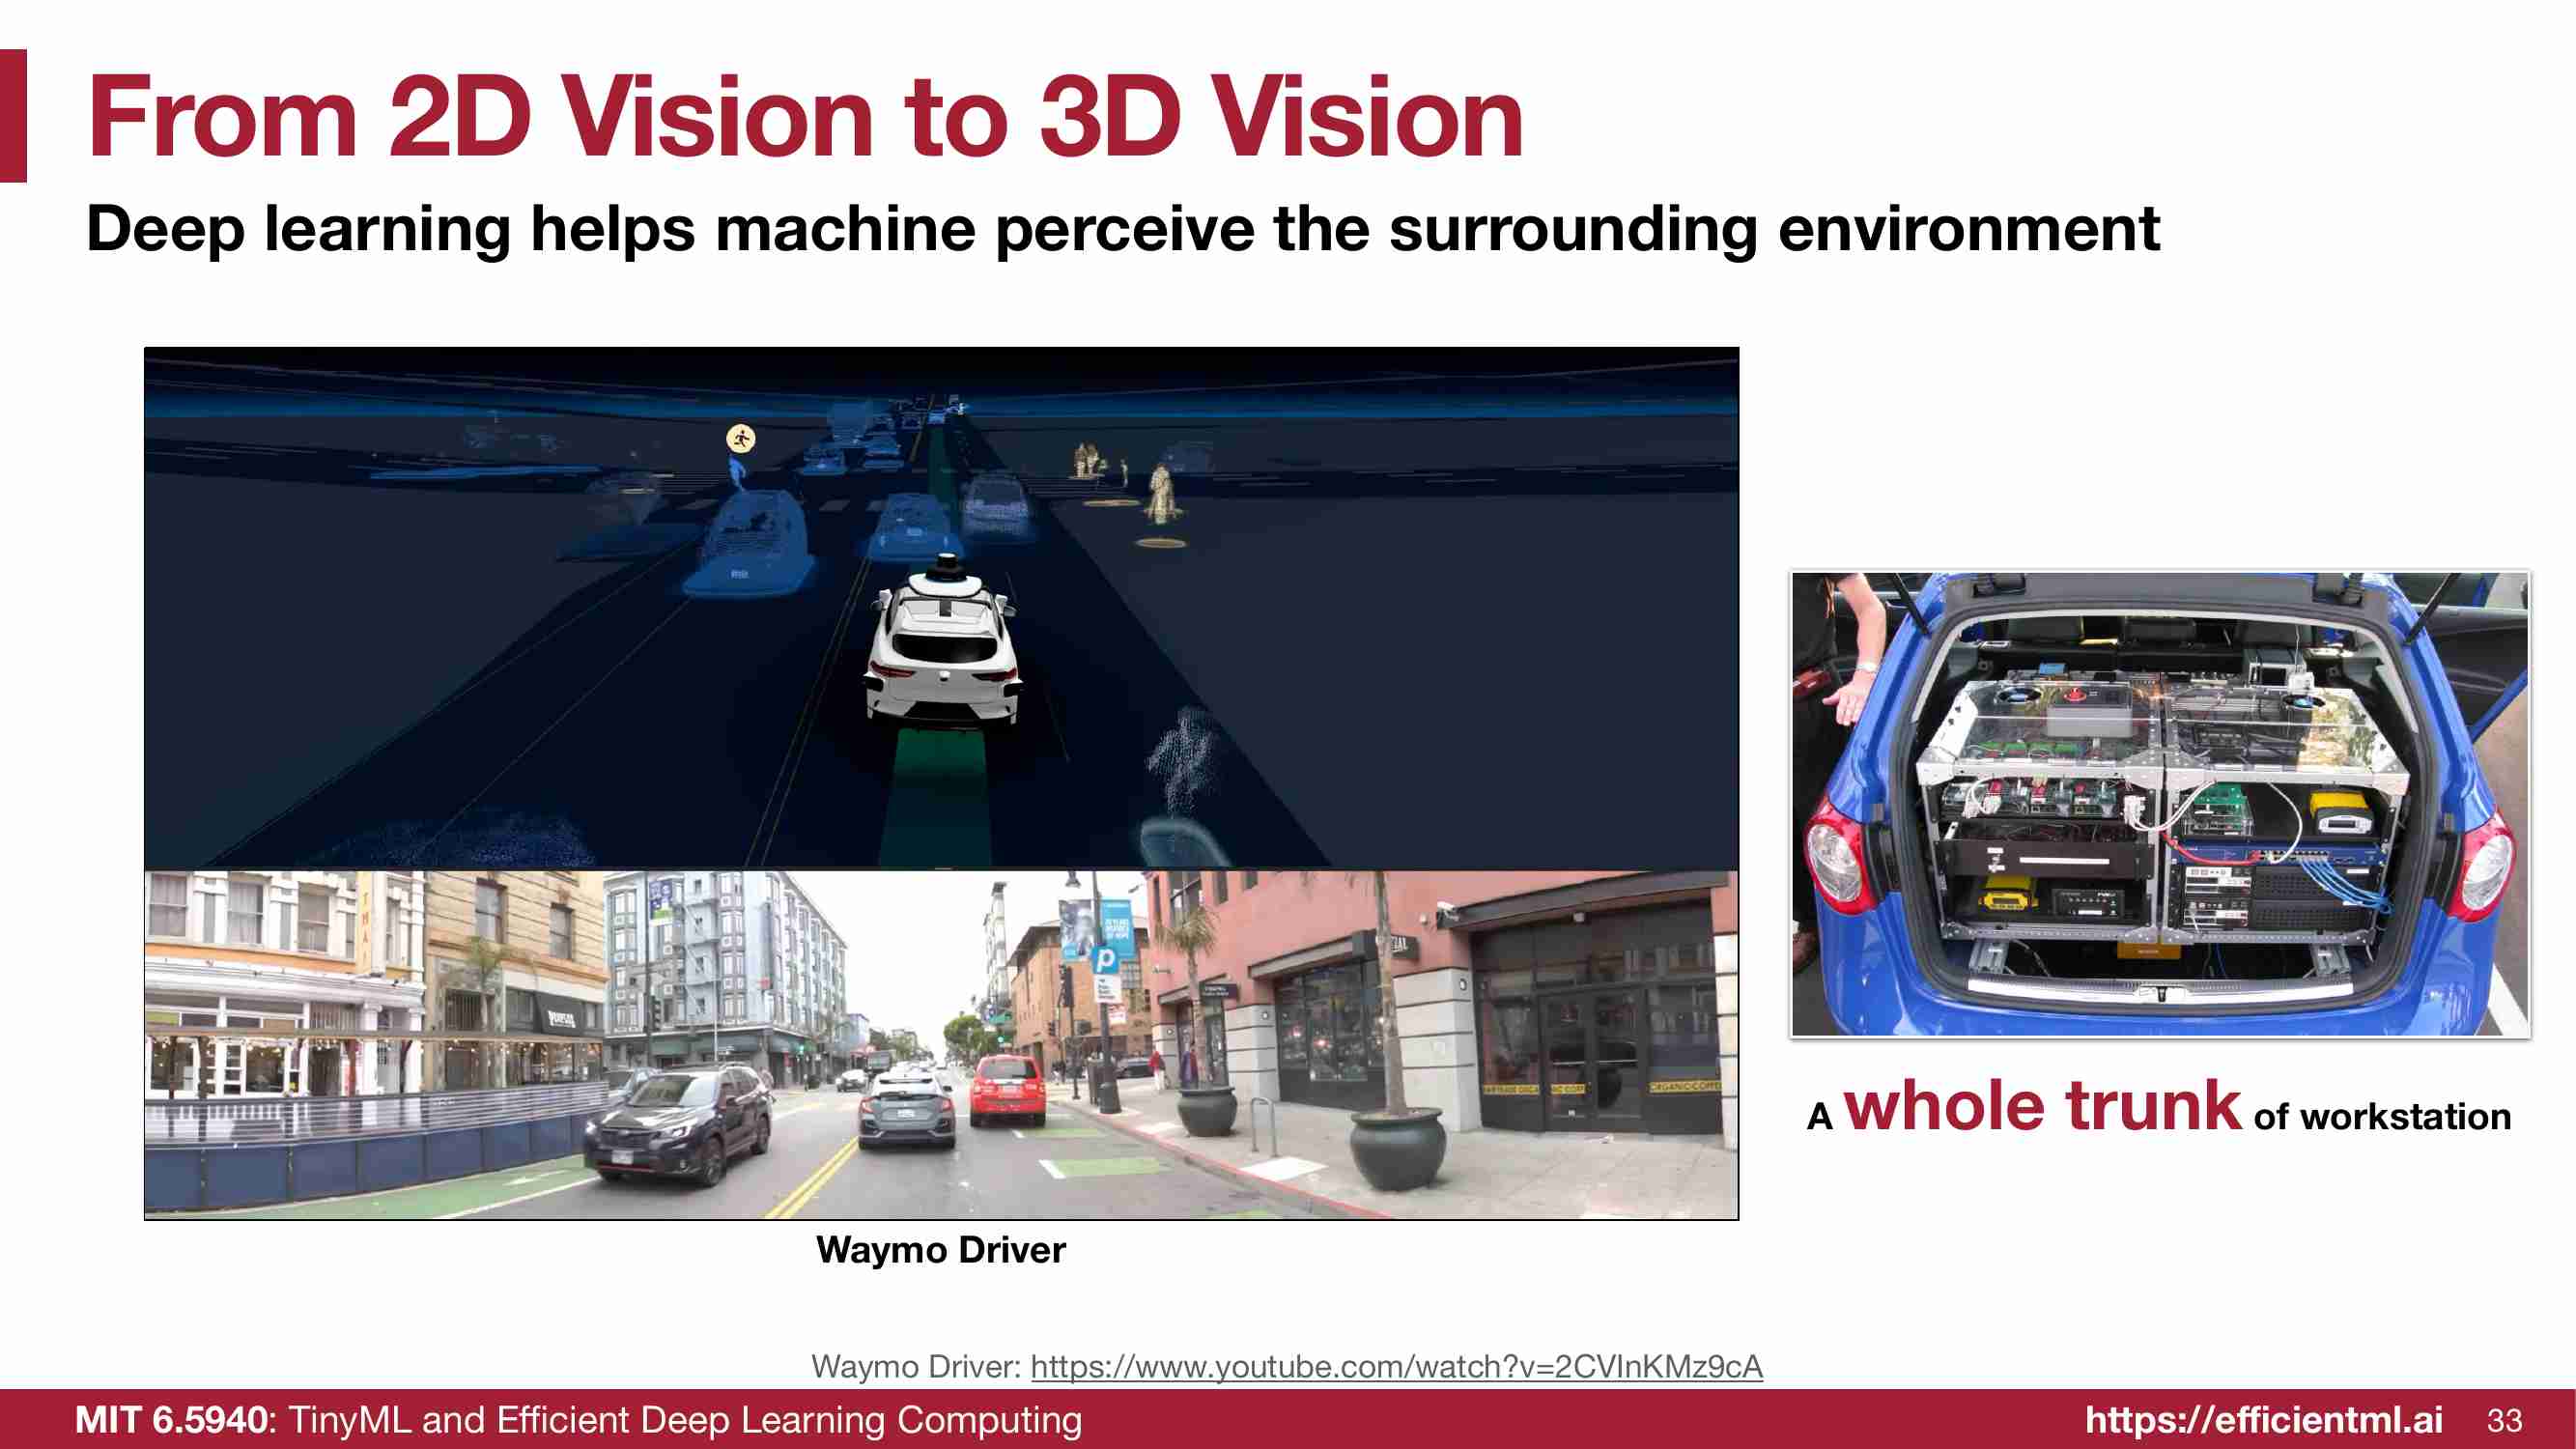 From 2D Vision to 3D Vision
Deep learning helps machine perceive the surrounding environment
P
A whole trunk of workstation
Waymo Driver
Waymo Driver: https://www.youtube.com/watch?v=2CVInKMz9cA
MIT 6.5940: TinyML and Efficient Deep Learning Computing
https://efficientml.ai 33